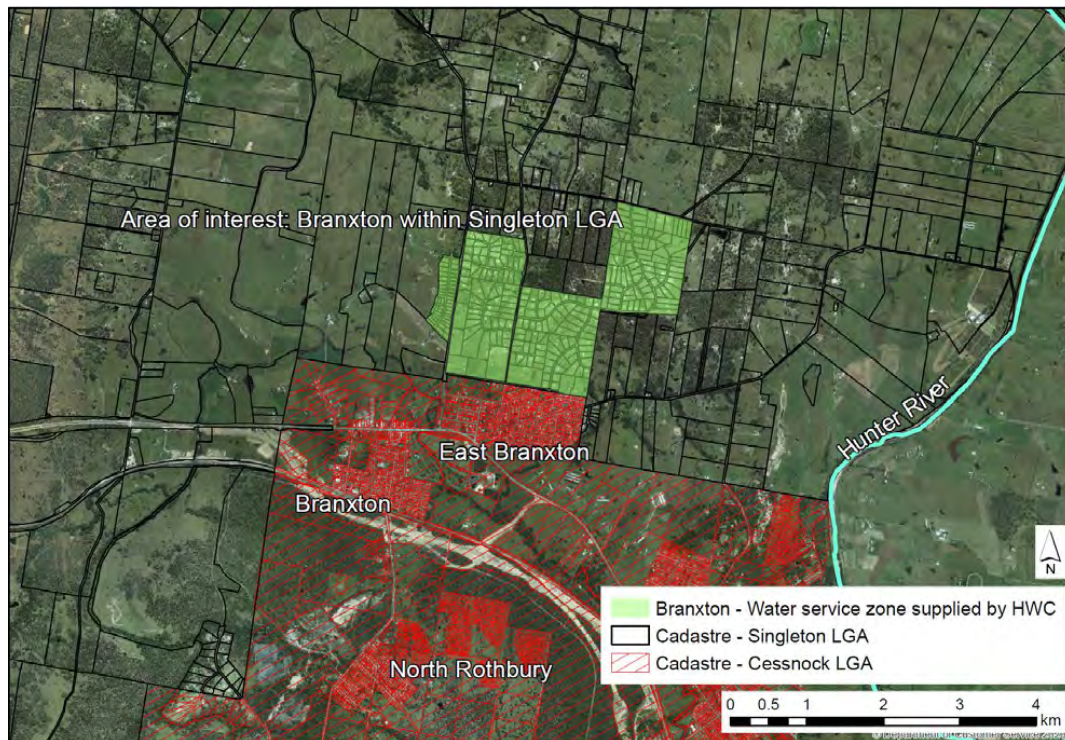 Area of interest: Branxton within Singleton LGA
Hunter River
East Branxton
Branxton
North Rothbury
N
Branxton - Water service zone supplied by HWC
Cadastre - Singleton LGA
Cadastre - Cessnock LGA
0 0.5 1 2 3 4
km